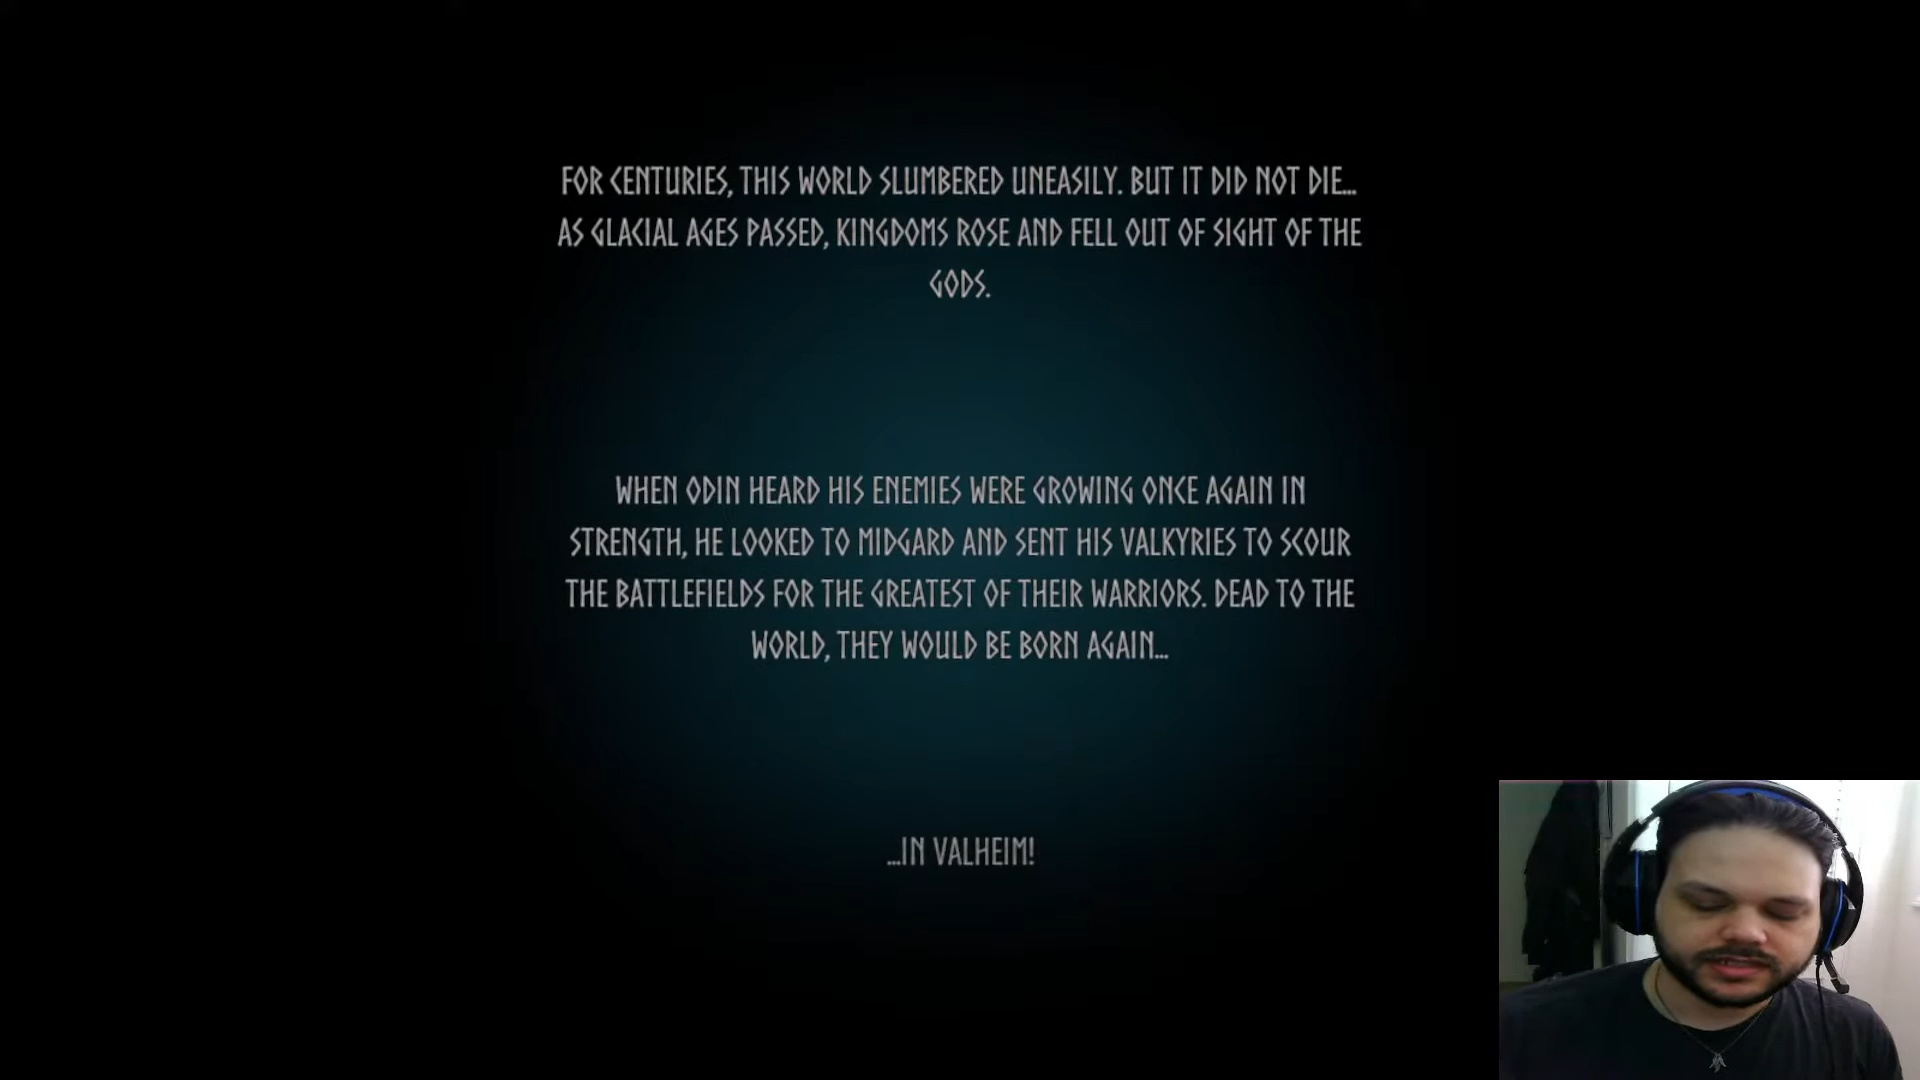 FOR CENTURIES, THIS WORLD SLUMBERED UNEASILY. BUT IT DID NOT DIE...
AS GLACIAL AGES PASSED, KINGDOMS ROSE AND FELL OUT OF SIGHT OF THE
GODS.
WHEN ODIN HEARD HIS ENEMIES WERE GROWING ONCE AGAIN IN
STRENGTH, HE LOOKED TO MIDGARD AND SENT HIS VALKYRIES TO SCOUR
THE BATTLEFIELDS FOR THE GREATEST OF THEIR WARRIORS. DEAD TO THE
WORLD, THEY WOULD BE BORN AGAIN...
...IN VALHEIM!